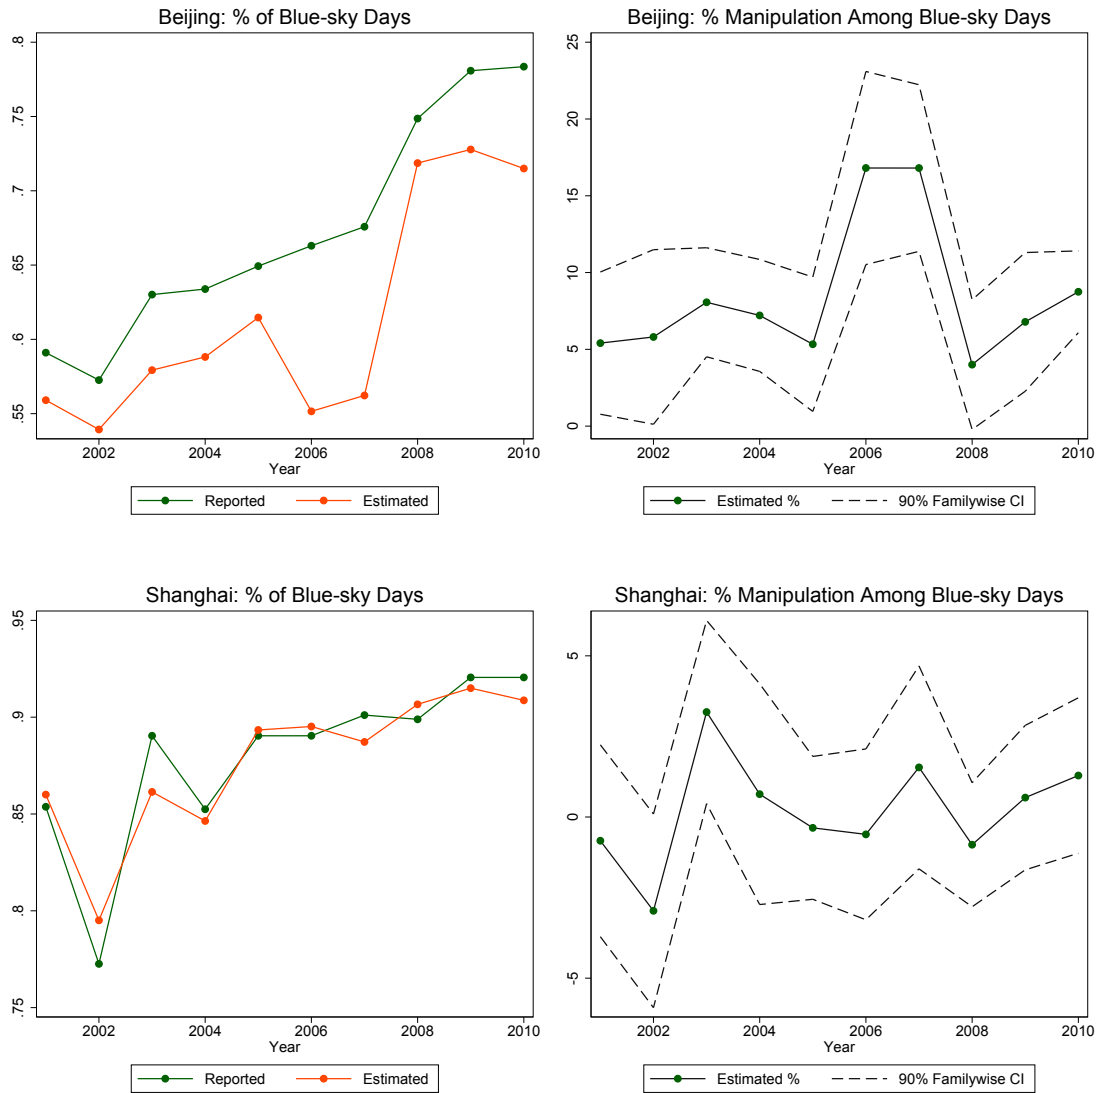 Beijing: % of Blue-sky Days
.8
.75
.7
.65
.6
.55
2002 2004 2006 2008 2010
Year
Reported Estimated
Beijing: % Manipulation Among Blue-sky Days
25
20
15
10
5
0
2002 2004 2006 2008 2010
Year
Estimated % 90% Familywise CI
Shanghai: % of Blue-sky Days
.95
.9
.85
.8
.75
2002 2004 2006 2008 2010
Year
Reported Estimated
Shanghai: % Manipulation Among Blue-sky Days
5
0
-5
2002 2004 2006 2008 2010
Year
Estimated % 90% Familywise CI